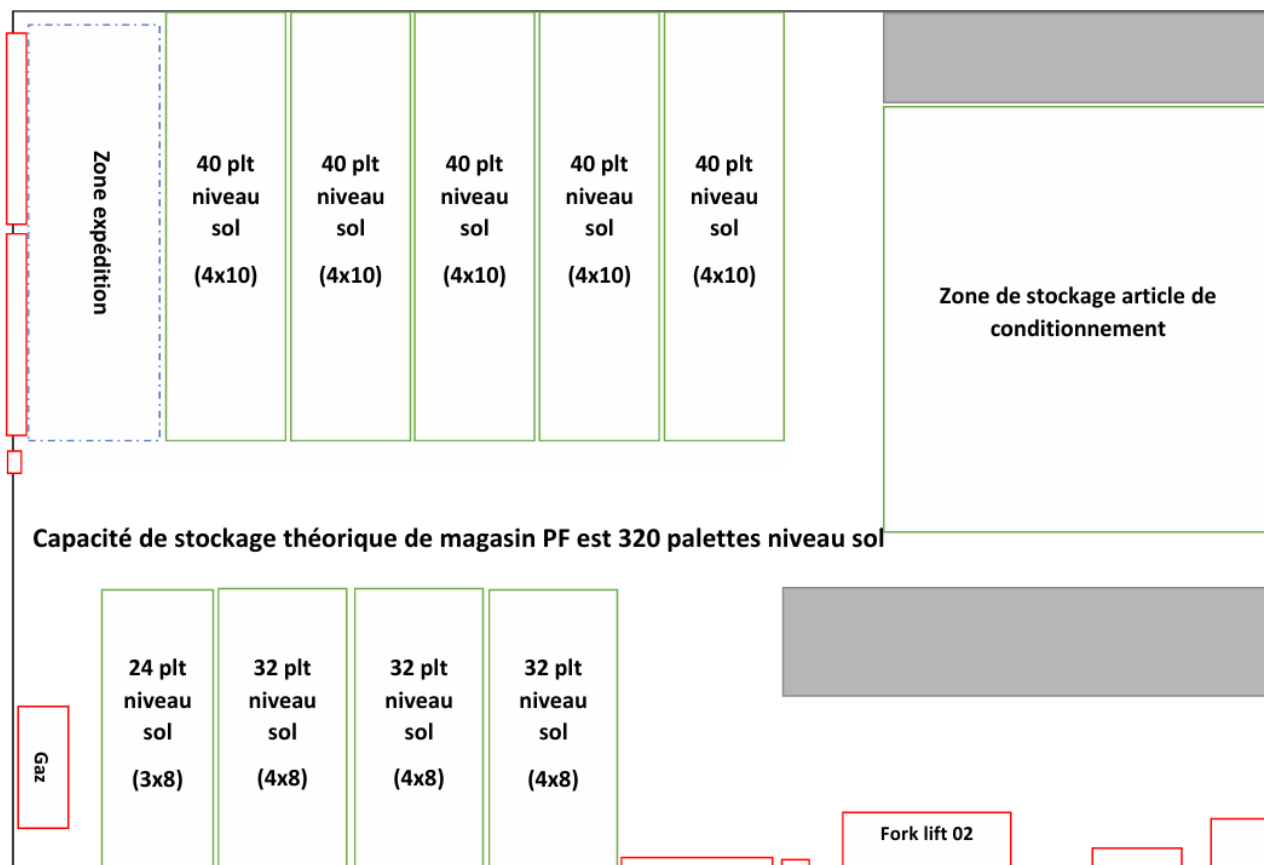 Zone expédition
40 plt
niveau
sol
(4x10)
40 plt
niveau
sol
(4x10)
40 plt
niveau
sol
(4x10)
40 plt
niveau
sol
(4x10)
40 plt
niveau
sol
(4x10)
Zone de stockage article de
conditionnement
Capacité de stockage théorique de magasin PF est 320 palettes niveau sol
Gaz
24 plt
niveau
sol
(3x8)
32 plt
niveau
sol
(4x8)
32 plt
niveau
sol
(4x8)
32 plt
niveau
sol
(4x8)
Fork lift 02